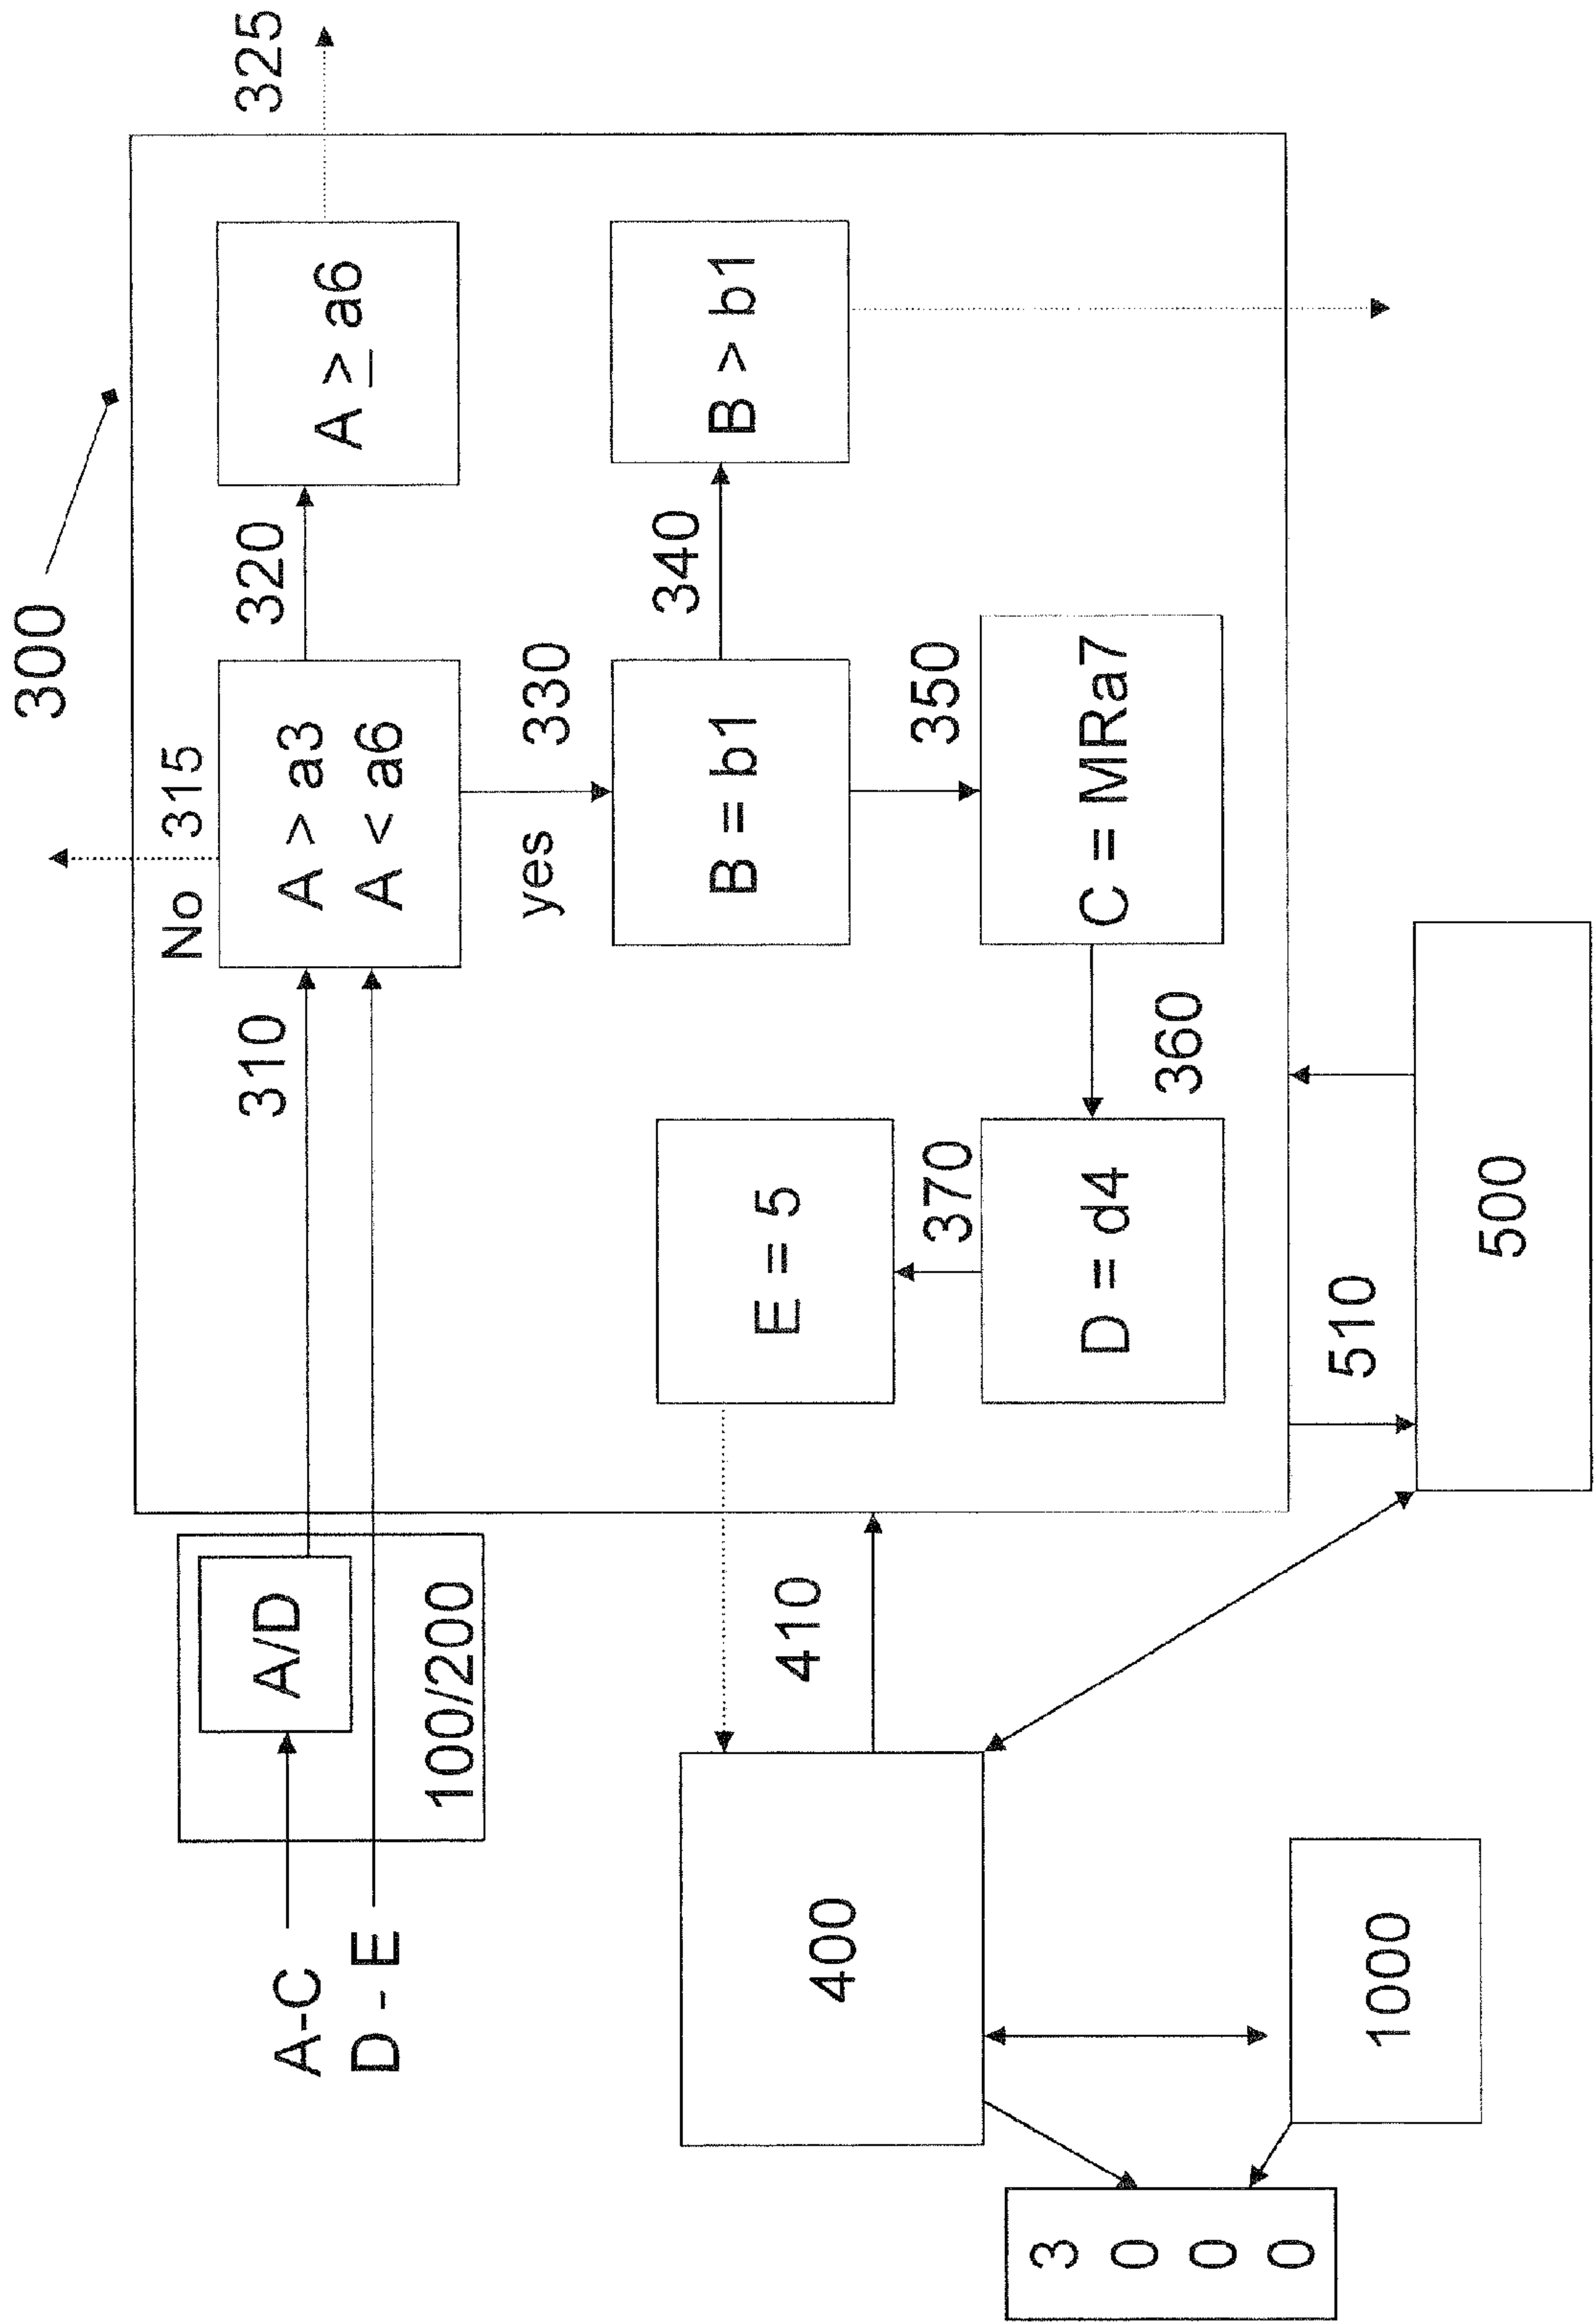 300
No 315
325
310
320
A > a3
A < a6
A ≥ a6
A-C
D - E
A/D
100/200
yes
330
340
B = b1
B > b1
350
E = 5
370
C = MRa7
D = d4
360
410
400
510
500
1000
3
0
0
0